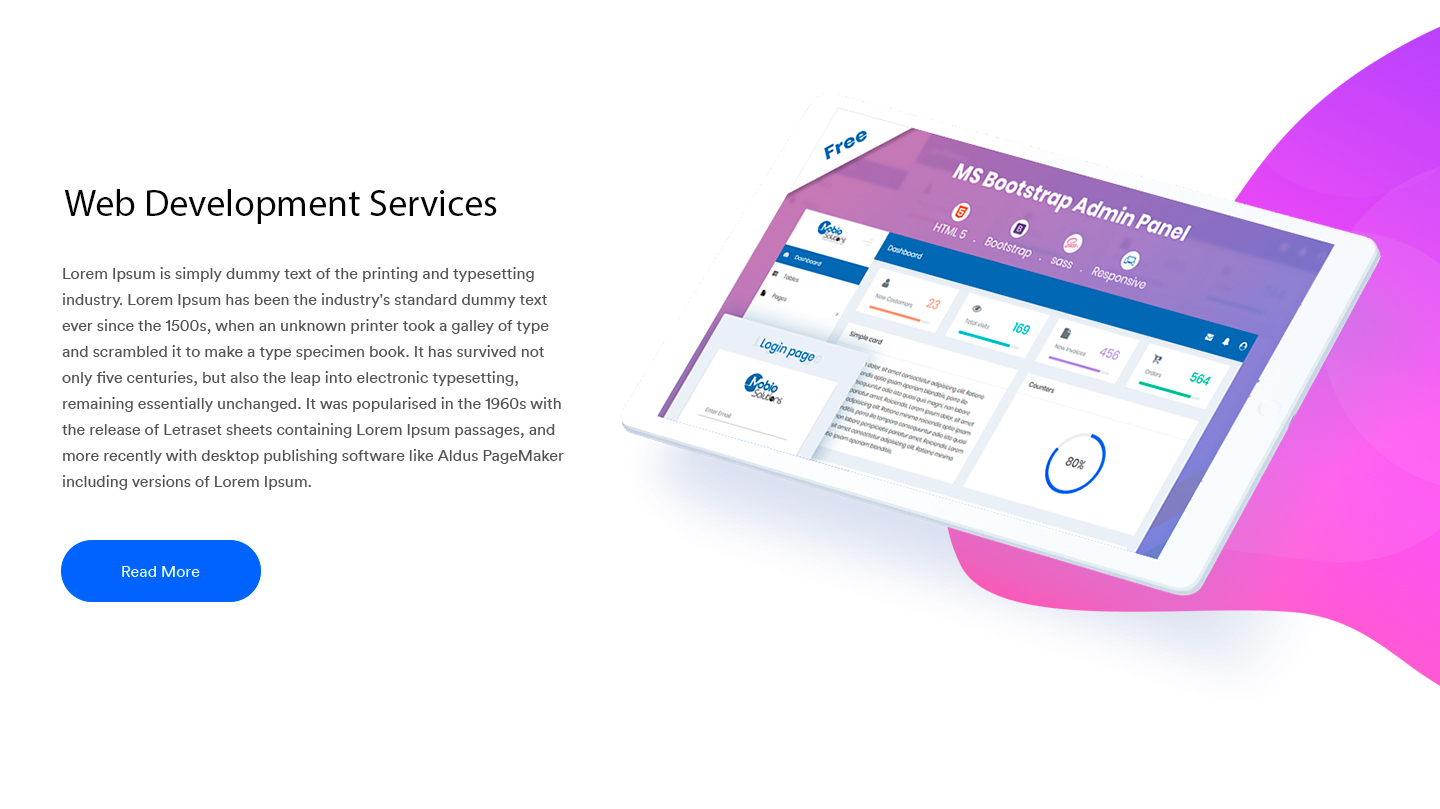 Web Development Services
Lorem Ipsum is simply dummy text of the printing and typesetting
industry. Lorem Ipsum has been the industry's standard dummy text
ever since the 1500s, when an unknown printer took a galley of type
and scrambled it to make a type specimen book. It has survived not
only five centuries, but also the leap into electronic typesetting,
remaining essentially unchanged. It was popularised in the 1960s with
the release of Letraset sheets containing Lorem Ipsum passages, and
more recently with desktop publishing software like Aldus PageMaker
including versions of Lorem Ipsum.
Read More
Free
MS Bootstrap Admin Panel
HTML 5 . Bootstrap . sass . Responsive
Mobio
Solutions
Dashboard
Dashboard
Tables
Pages
23
Total visits
169
New Invoices
456
Orders
564
Simple card
Counters
80%
Login page
Mobio
Solutions
Enter Email